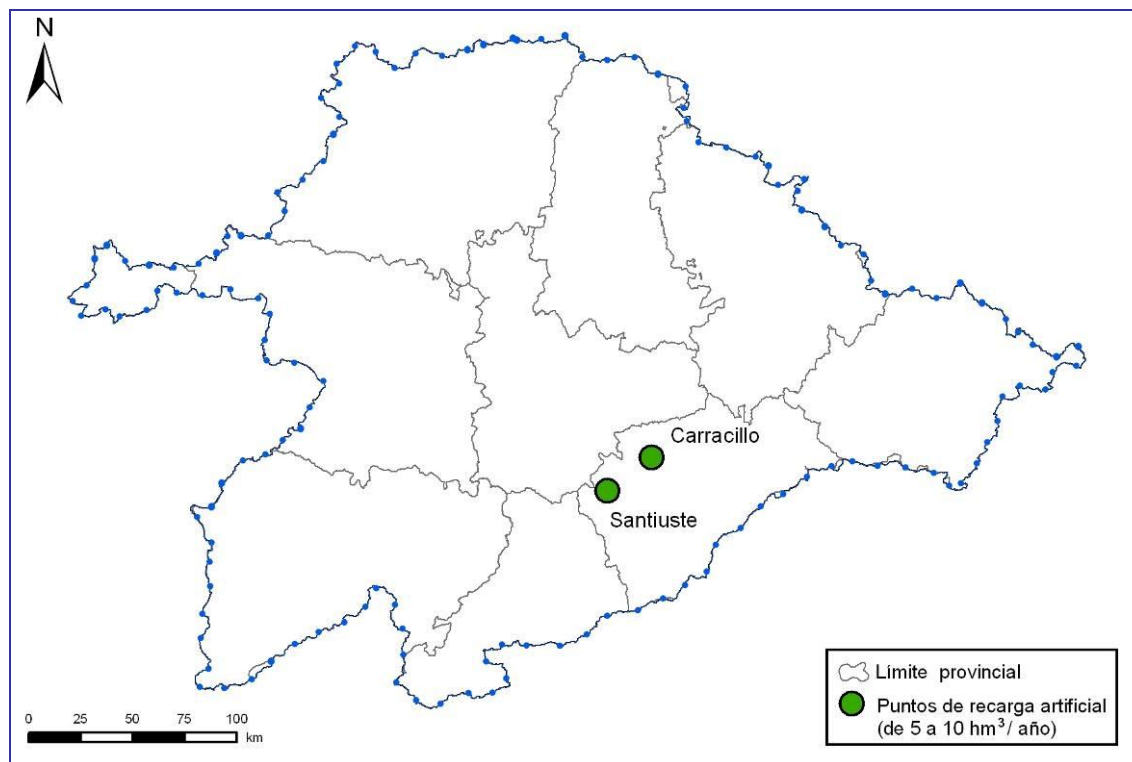 N
Carracillo
Santiuste
Límite provincial
Puntos de recarga artificial
(de 5 a 10 hm³/ año)
0 25 50 75 100
km